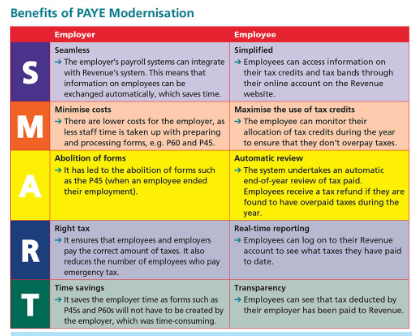 Benefits of PAYE Modernisation
Employer
Employee
S
Seamless
→ The employer's payroll systems can integrate
with Revenue's system. This means that
information on employees can be
exchanged automatically, which saves time.
Simplified
→ Employees can access information on
their tax credits and tax bands through
their online account on the Revenue
website.
M
Minimise costs
→ There are lower costs for the employer, as
less staff time is taken up with preparing
and processing forms, e.g. P60 and P45.
Maximise the use of tax credits
→ The employee can monitor their
allocation of tax credits during the year
to ensure that they don't overpay taxes.
A
Abolition of forms
→ It has led to the abolition of forms such
as the P45 (when an employee ended
their employment).
Automatic review
→ The system undertakes an automatic
end-of-year review of tax paid.
Employees receive a tax refund if they are
found to have overpaid taxes during the
year.
R
Right tax
→ It ensures that employees and employers
pay the correct amount of taxes. It also
reduces the number of employees who pay
emergency tax.
Real-time reporting
→ Employees can log on to their Revenue
account to see what taxes they have paid
to date.
T
Time savings
→ It saves the employer time as forms such as
P45s and P60s will not have to be created by
the employer, which was time-consuming.
Transparency
→ Employees can see that tax deducted by
their employer has been paid to Revenue.